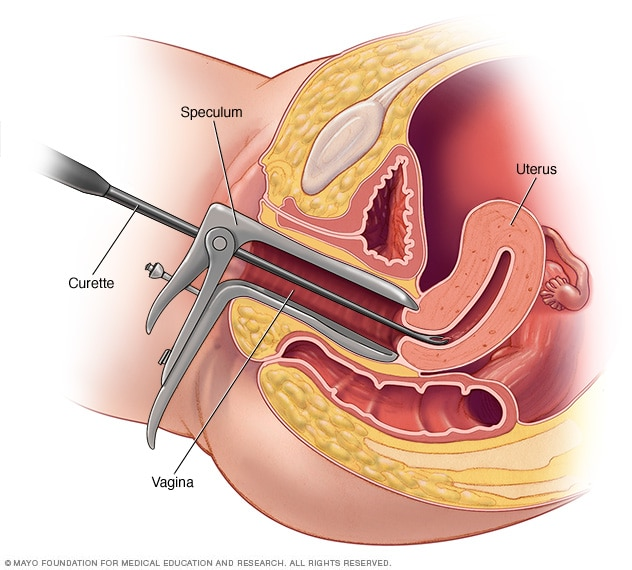 Speculum
Uterus
Curette
Vagina
© MAYO FOUNDATION FOR MEDICAL EDUCATION AND RESEARCH. ALL RIGHTS RESERVED.